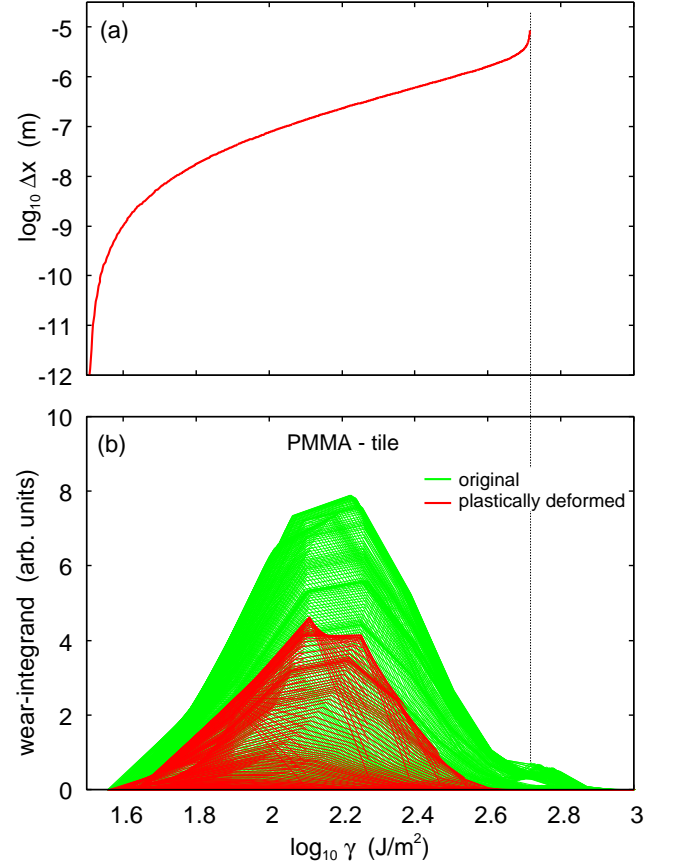 (a)
-5
-6
-7
-8
-9
-10
-11
-12
log₁₀ Δx (m)
(b)
PMMA - tile
original
plastically deformed
10
8
6
4
2
0
wear-integrand (arb. units)
1.6 1.8 2 2.2 2.4 2.6 2.8 3
log₁₀ γ (J/m²)